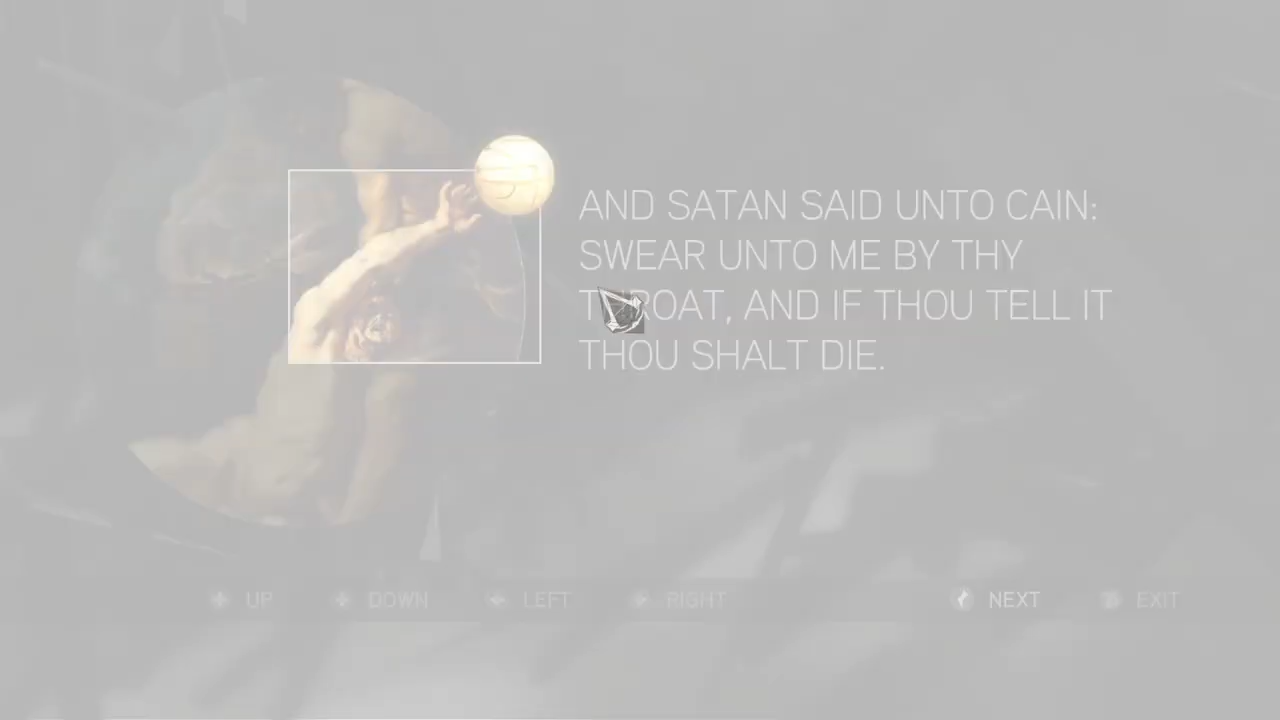 AND SATAN SAID UNTO CAIN:
SWEAR UNTO ME BY THY
THROAT, AND IF THOU TELL IT
THOU SHALT DIE.
UP DOWN LEFT RIGHT NEXT EXIT